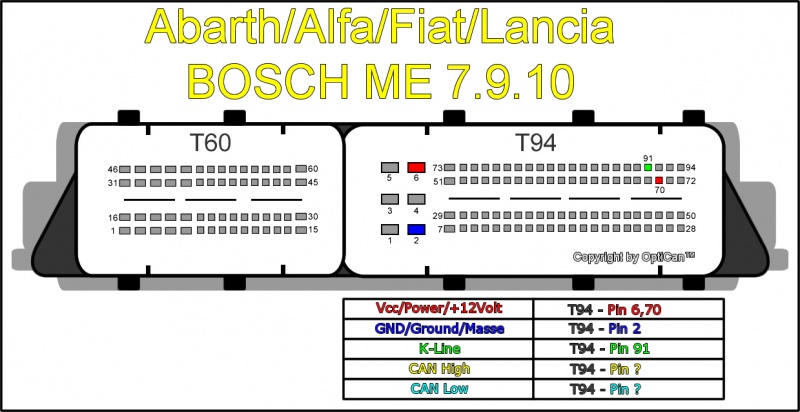 Abarth/Alfa/Fiat/Lancia
BOSCH ME 7.9.10
T60 T94
91
46 60 5 6 73 94
31 45 51 72
70
3 4
16 30 29 50
1 15 1 2 7 28
Copyright by OptiCan™
Vcc/Power/+12Volt T94 - Pin 6,70
GND/Ground/Masse T94 - Pin 2
K-Line T94 - Pin 91
CAN High T94 - Pin ?
CAN Low T94 - Pin ?